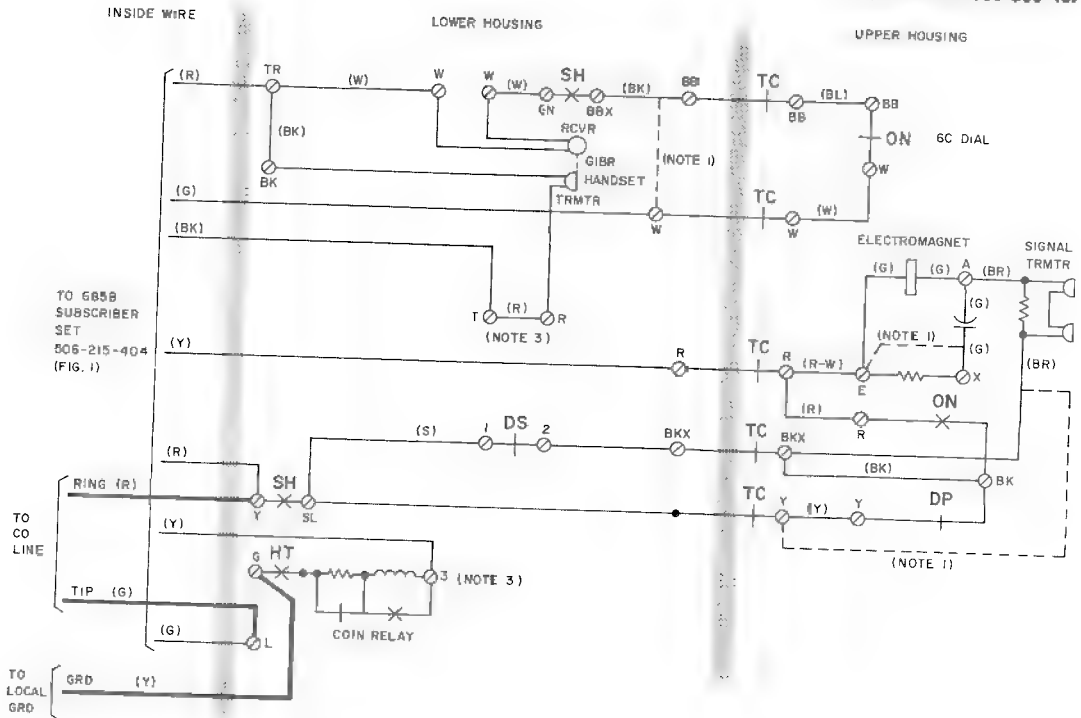 INSIDE WIRE
LOWER HOUSING
UPPER HOUSING
(R)
TR
(W)
W
W
(W)
SH
GN
BBX
(BK)
BB1
TC
BB
(BL)
BB
ON
6C DIAL
W
(BK)
RCVR
G1BR
HANDSET
TRMTR
(NOTE 1)
BK
(G)
W
TC
W
(W)
(BK)
ELECTROMAGNET
SIGNAL
TRMTR
(G)
(G)
A
(BR)
(G)
TO 685B
SUBSCRIBER
SET
506-215-404
(FIG. 1)
T
(R)
R
(NOTE 3)
(NOTE 1)
(G)
(Y)
R
TC
R
(R-W)
E
X
(BR)
(R)
R
ON
(S)
1
DS
2
BKX
TC
BKX
(BK)
BK
(R)
RING (R)
Y
SH
SL
TC
Y
(Y)
Y
DP
TO
CO
LINE
(Y)
G
HT
3
(NOTE 3)
(NOTE 1)
TIP (G)
COIN RELAY
(G)
L
TO
LOCAL
GRD
GRD (Y)